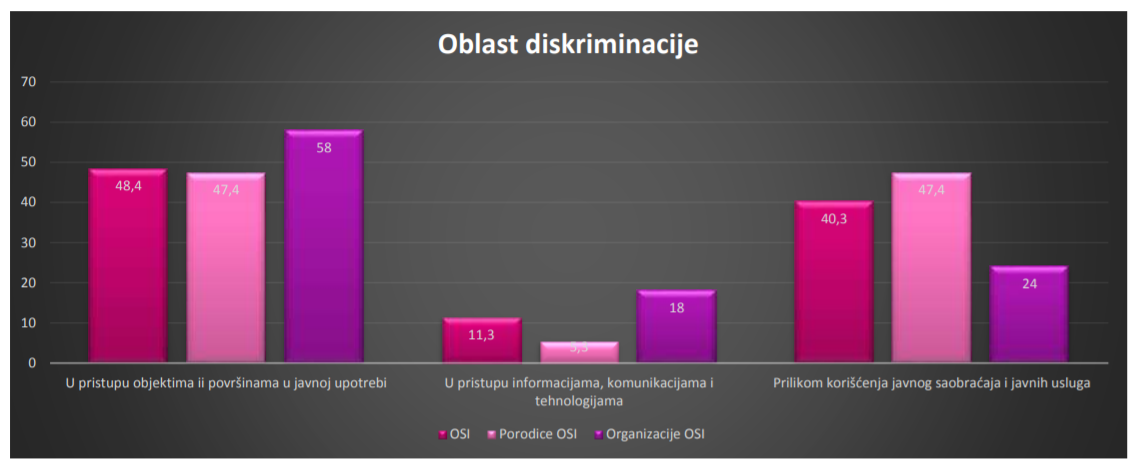 Oblast diskriminacije
70
60
50
40
30
20
10
0
48,4
47,4
58
11,3
5,3
18
40,3
47,4
24
U pristupu objektima ii površinama u javnoj upotrebi
U pristupu informacijama, komunikacijama i
tehnologijama
Prilikom korišćenja javnog saobraćaja i javnih usluga
OSI
Porodice OSI
Organizacije OSI